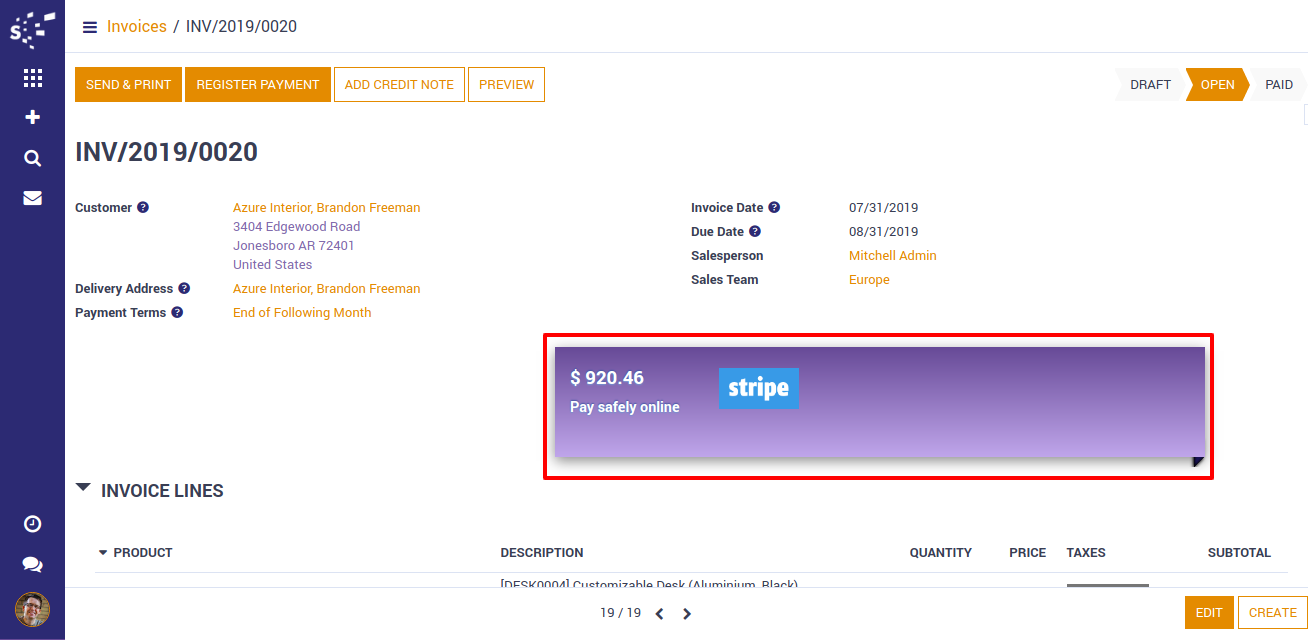 S
Invoices / INV/2019/0020
SEND & PRINT
REGISTER PAYMENT
ADD CREDIT NOTE
PREVIEW
DRAFT
OPEN
PAID
INV/2019/0020
Customer ?
Azure Interior, Brandon Freeman
3404 Edgewood Road
Jonesboro AR 72401
United States
Delivery Address ?
Azure Interior, Brandon Freeman
Payment Terms ?
End of Following Month
Invoice Date ?
07/31/2019
Due Date ?
08/31/2019
Salesperson
Mitchell Admin
Sales Team
Europe
$ 920.46
Pay safely online
stripe
INVOICE LINES
PRODUCT
DESCRIPTION
QUANTITY
PRICE
TAXES
SUBTOTAL
[DESK0004] Customizable Desk (Aluminium, Black)
19 / 19
EDIT
CREATE